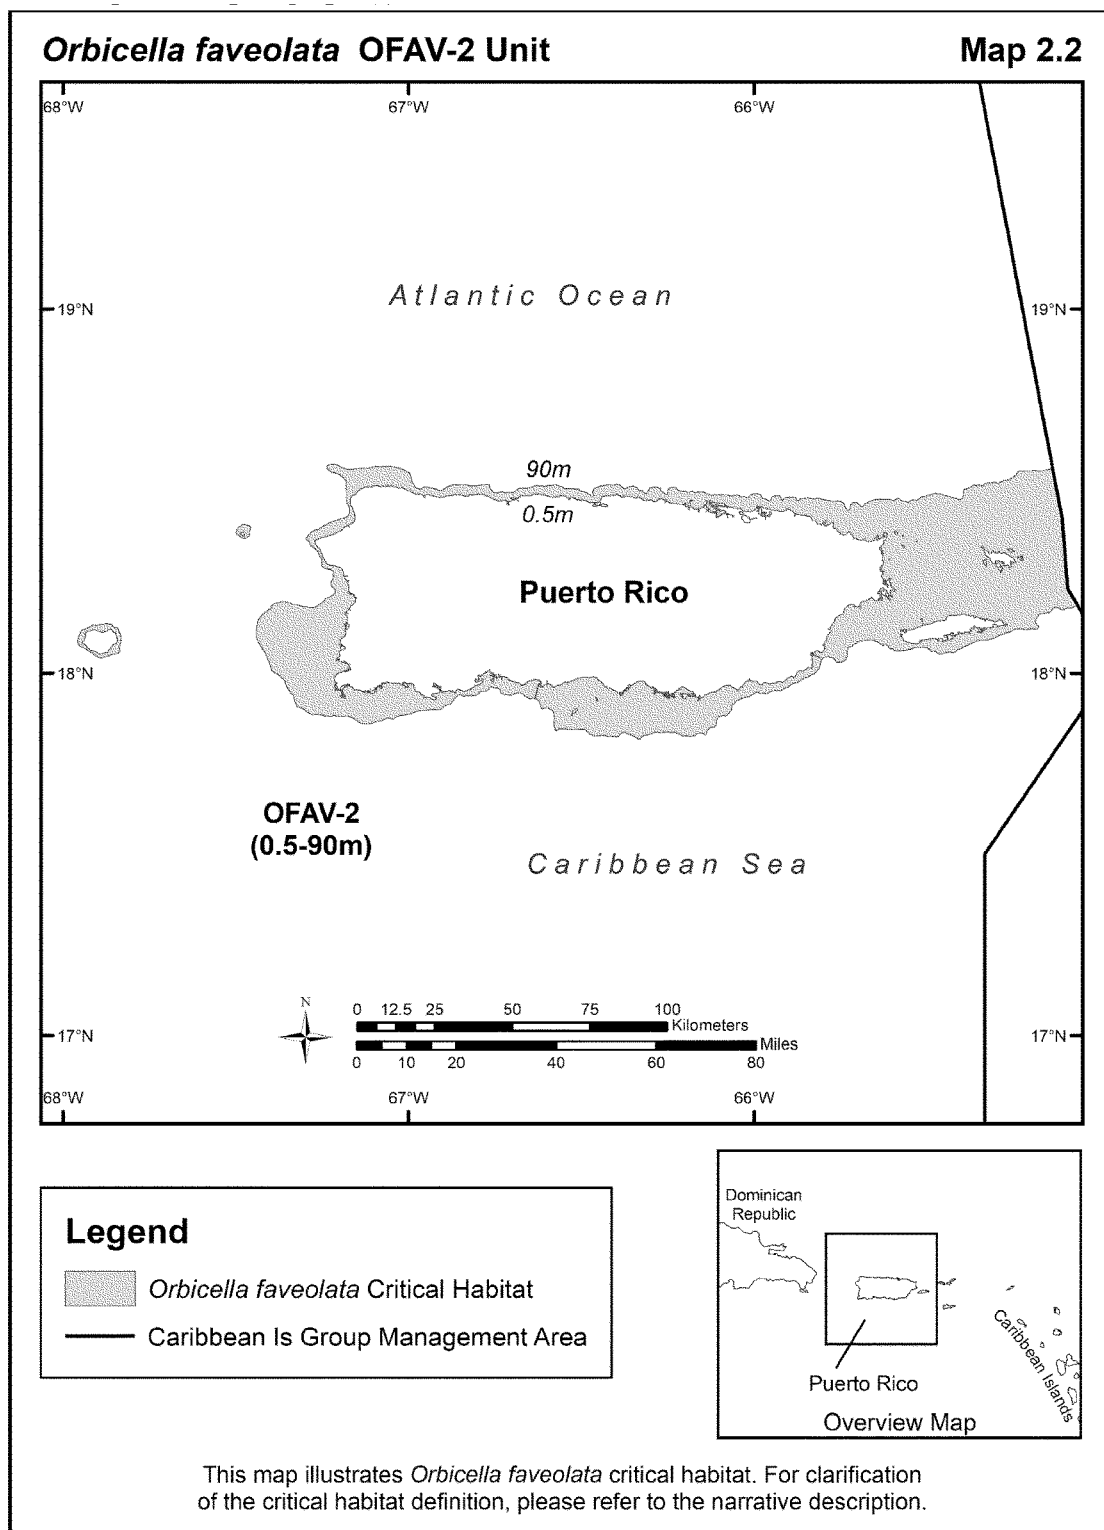 Orbicella faveolata OFAV-2 Unit
Map 2.2
68°W
67°W
66°W
Atlantic Ocean
19°N
19°N
90m
0.5m
Puerto Rico
18°N
18°N
OFAV-2
(0.5-90m)
Caribbean Sea
N
0 12.5 25 50 75 100
Kilometers
Miles
0 10 20 40 60 80
17°N
17°N
68°W
67°W
66°W
Legend
Orbicella faveolata Critical Habitat
Caribbean Is Group Management Area
Dominican
Republic
Caribbean Islands
Puerto Rico
Overview Map
This map illustrates Orbicella faveolata critical habitat. For clarification
of the critical habitat definition, please refer to the narrative description.